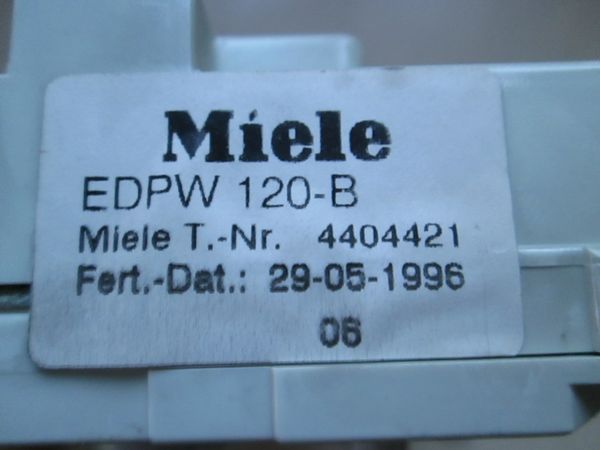 Miele
EDPW 120-B
Miele T.-Nr. 4404421
Fert.-Dat.: 29-05-1996
06